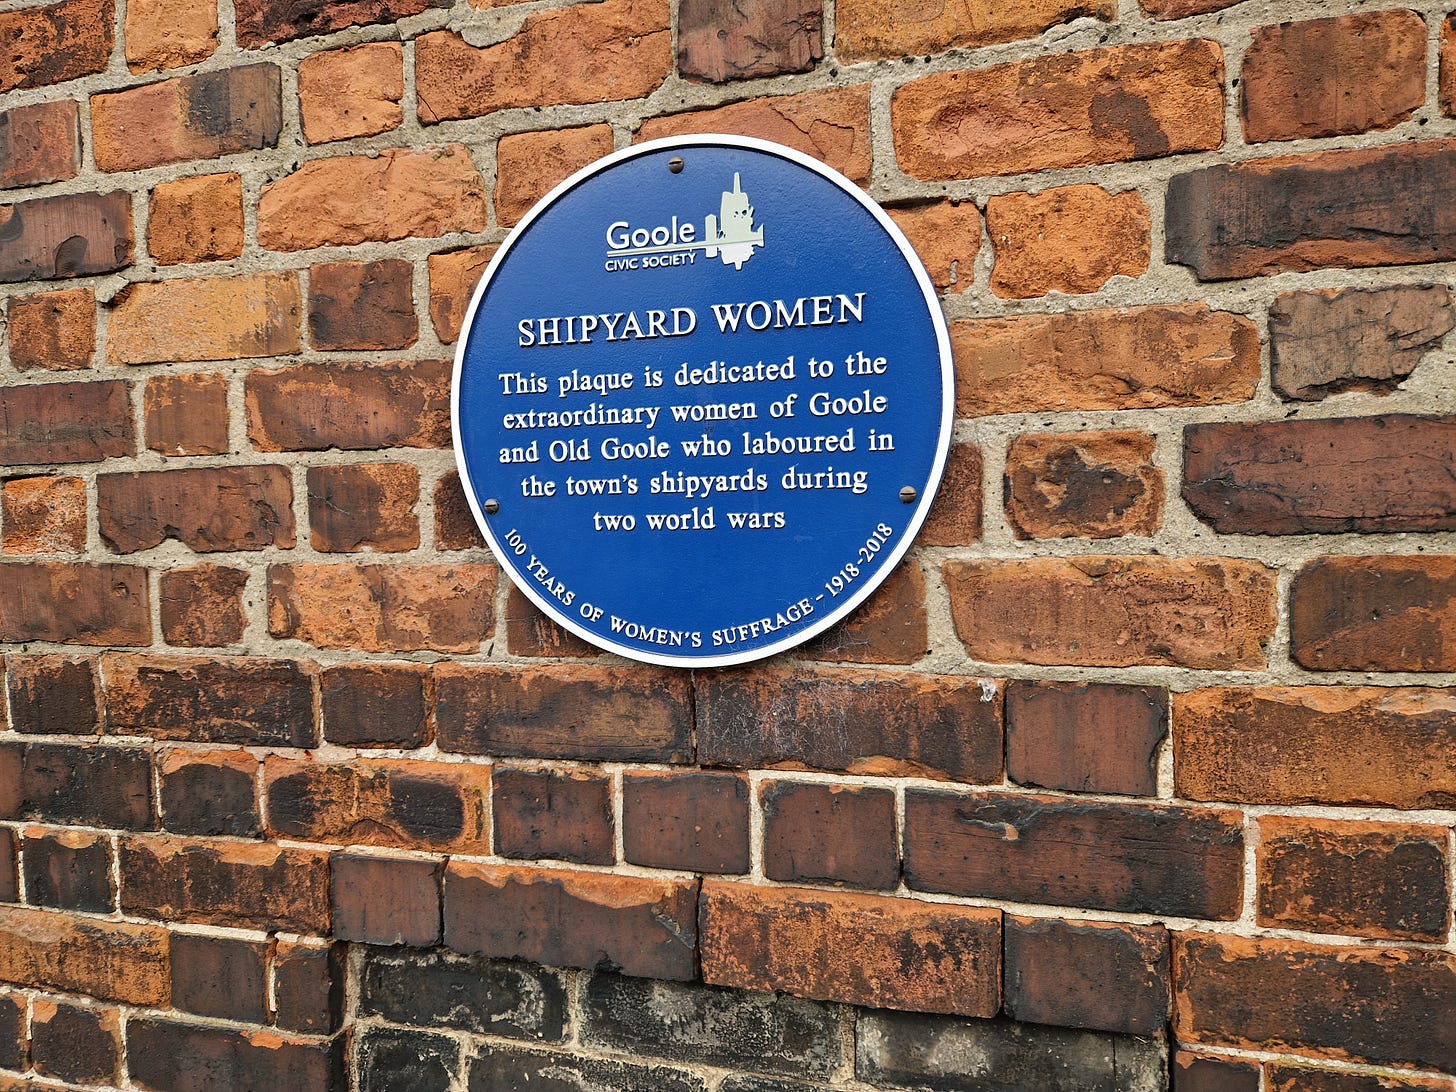 Goole
CIVIC SOCIETY
SHIPYARD WOMEN
This plaque is dedicated to the
extraordinary women of Goole
and Old Goole who laboured in
the town's shipyards during
two world wars
100 YEARS OF WOMEN'S SUFFRAGE - 1918-2018